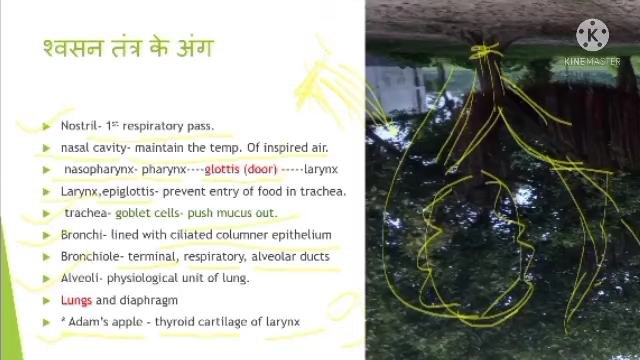 श्वसन तंत्र के अंग
Nostril- 1st respiratory pass.
nasal cavity- maintain the temp. Of inspired air.
nasopharynx- pharynx----glottis (door) -----larynx
Larynx,epiglottis- prevent entry of food in trachea.
trachea- goblet cells- push mucus out.
Bronchi- lined with ciliated columner epithelium
Bronchiole- terminal, respiratory, alveolar ducts
Alveoli- physiological unit of lung.
Lungs and diaphragm
* Adam's apple – thyroid cartilage of larynx
K
KINEMASTER